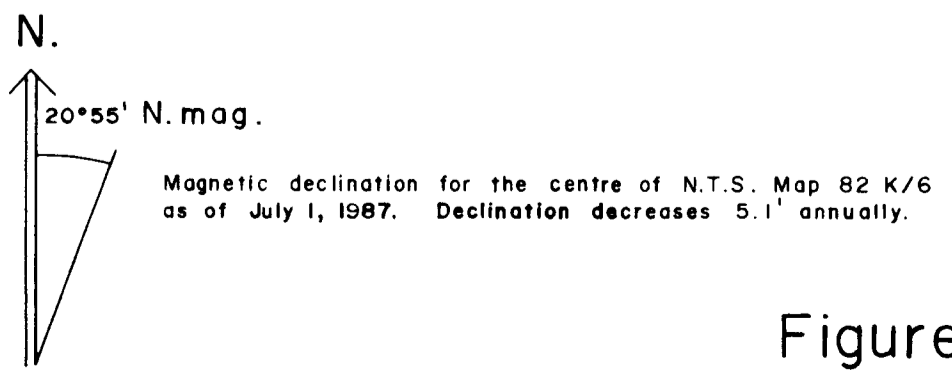 N.
20°55' N. mag.
Magnetic declination for the centre of N.T.S. Map 82 K/6
as of July 1, 1987. Declination decreases 5.1' annually.
Figure